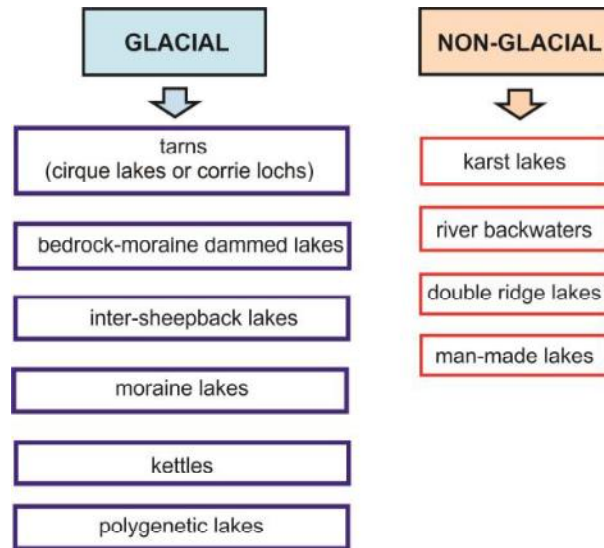 GLACIAL
tarns
(cirque lakes or corrie lochs)
bedrock-moraine dammed lakes
inter-sheepback lakes
moraine lakes
kettles
polygenetic lakes
NON-GLACIAL
karst lakes
river backwaters
double ridge lakes
man-made lakes